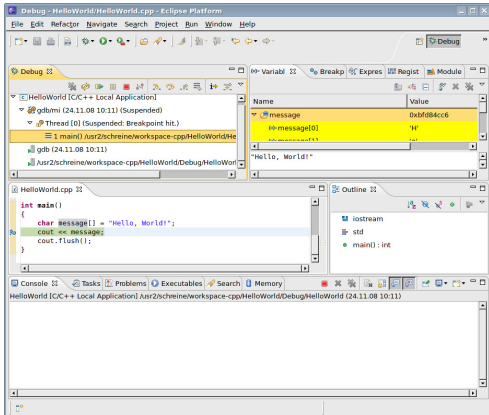 Debug - HelloWorld/HelloWorld.cpp - Eclipse Platform
File Edit Refactor Navigate Search Project Run Window Help
Debug
Debug
HelloWorld [C/C++ Local Application]
gdb/mi (24.11.08 10:11) (Suspended)
Thread [0] (Suspended: Breakpoint hit.)
1 main() /usr2/schreine/workspace-cpp/HelloWorld/He
gdb (24.11.08 10:11)
/usr2/schreine/workspace-cpp/HelloWorld/Debug/HelloWorl
Variabl Breakp Expres Regist Module
Name Value
message 0xbfd84cc6
message[0] 'H'
message[1]
"Hello, World!"
HelloWorld.cpp
int main()
{
char message[] = "Hello, World!";
cout << message;
cout.flush();
}
Outline
iostream
std
main() : int
Console Tasks Problems Executables Search Memory
HelloWorld [C/C++ Local Application] /usr2/schreine/workspace-cpp/HelloWorld/Debug/HelloWorld (24.11.08 10:11)